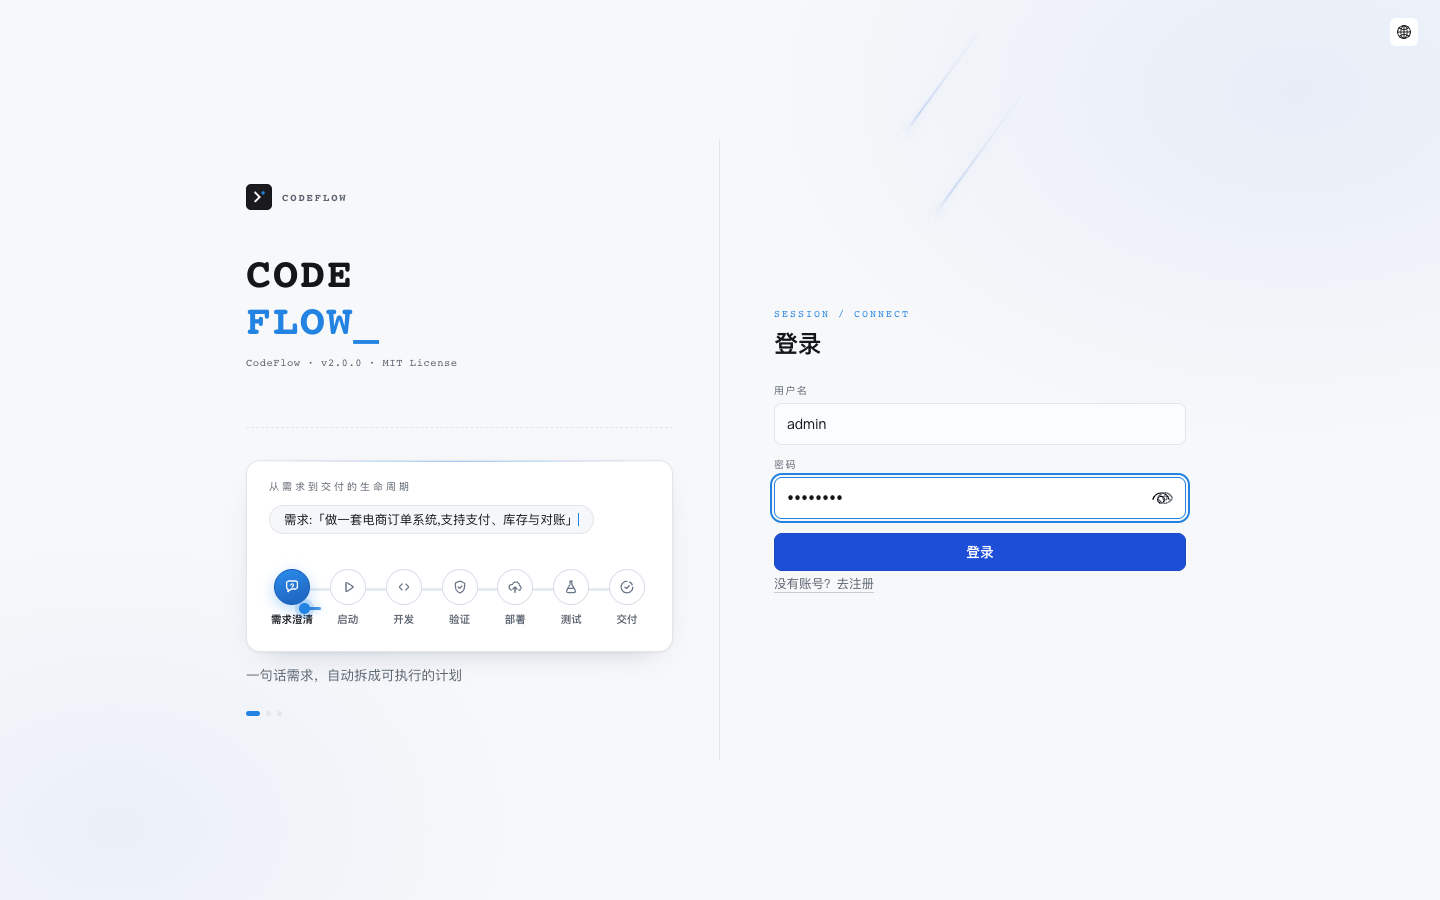 CODEFLOW
CODE
FLOW_
CodeFlow · v2.0.0 · MIT License
从需求到交付的生命周期
需求:「做一套电商订单系统,支持支付、库存与对账」
需求澄清 启动 开发 验证 部署 测试 交付
一句话需求，自动拆成可执行的计划
SESSION / CONNECT
登录
用户名
admin
密码
••••••••
登录
没有账号？去注册